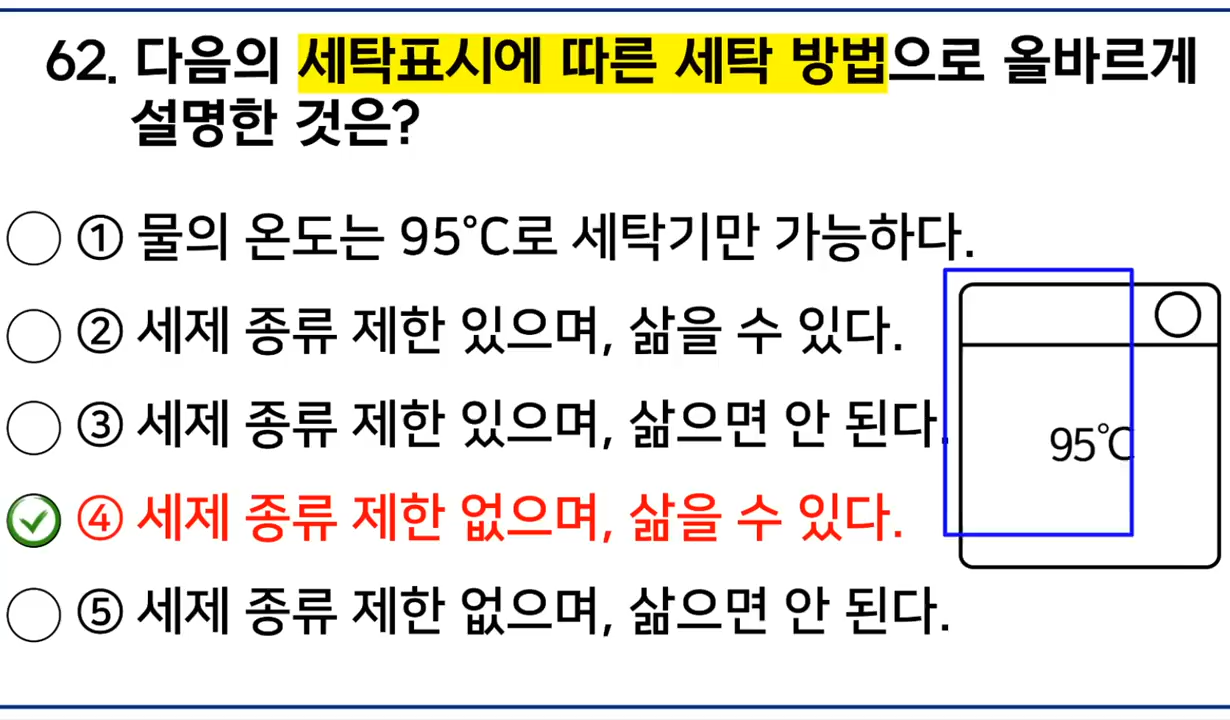 62. 다음의 세탁표시에 따른 세탁 방법으로 올바르게
설명한 것은?
① 물의 온도는 95℃로 세탁기만 가능하다.
② 세제 종류 제한 있으며, 삶을 수 있다.
③ 세제 종류 제한 있으며, 삶으면 안 된다.
95℃
④ 세제 종류 제한 없으며, 삶을 수 있다.
⑤ 세제 종류 제한 없으며, 삶으면 안 된다.